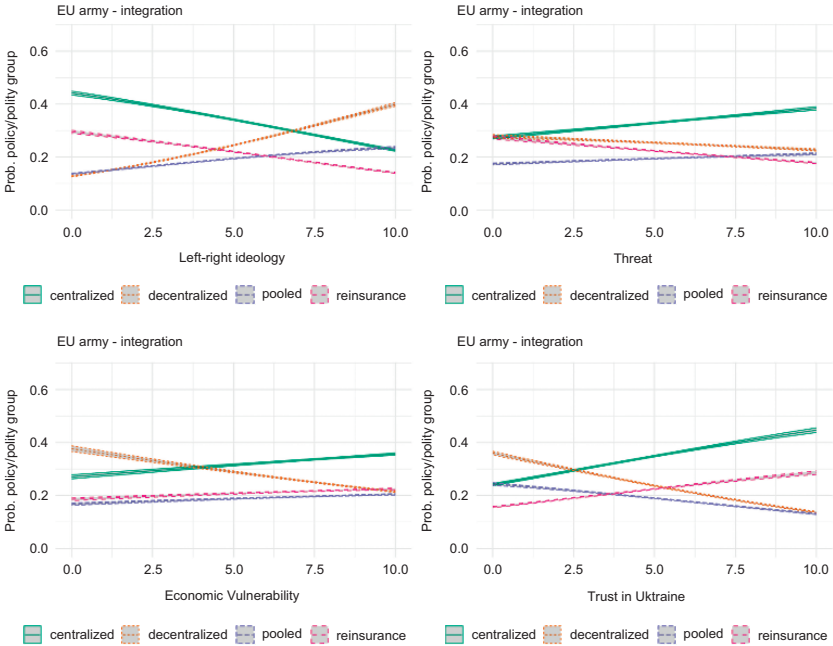 EU army - integration
EU army - integration
Prob. policy/polity group
0.6
0.4
0.2
0.0
0.0 2.5 5.0 7.5 10.0
Left-right ideology
Prob. policy/polity group
0.6
0.4
0.2
0.0
0.0 2.5 5.0 7.5 10.0
Threat
centralized decentralized pooled reinsurance
centralized decentralized pooled reinsurance
EU army - integration
EU army - integration
Prob. policy/polity group
0.6
0.4
0.2
0.0
0.0 2.5 5.0 7.5 10.0
Economic Vulnerability
Prob. policy/polity group
0.6
0.4
0.2
0.0
0.0 2.5 5.0 7.5 10.0
Trust in Uktraine
centralized decentralized pooled reinsurance
centralized decentralized pooled reinsurance